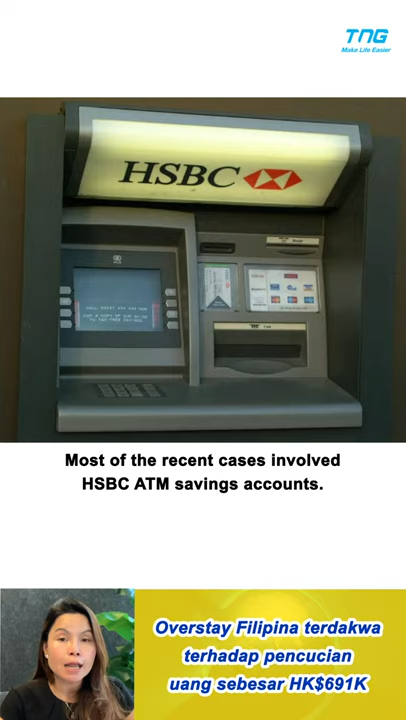 TNG
Make Life Easier
HSBC
Most of the recent cases involved
HSBC ATM savings accounts.
Overstay Filipina terdakwa
terhadap pencucian
uang sebesar HK$691K